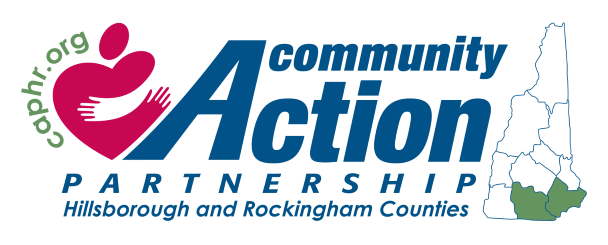 caphr.org
community
Action
PARTNERSHIP
Hillsborough and Rockingham Counties